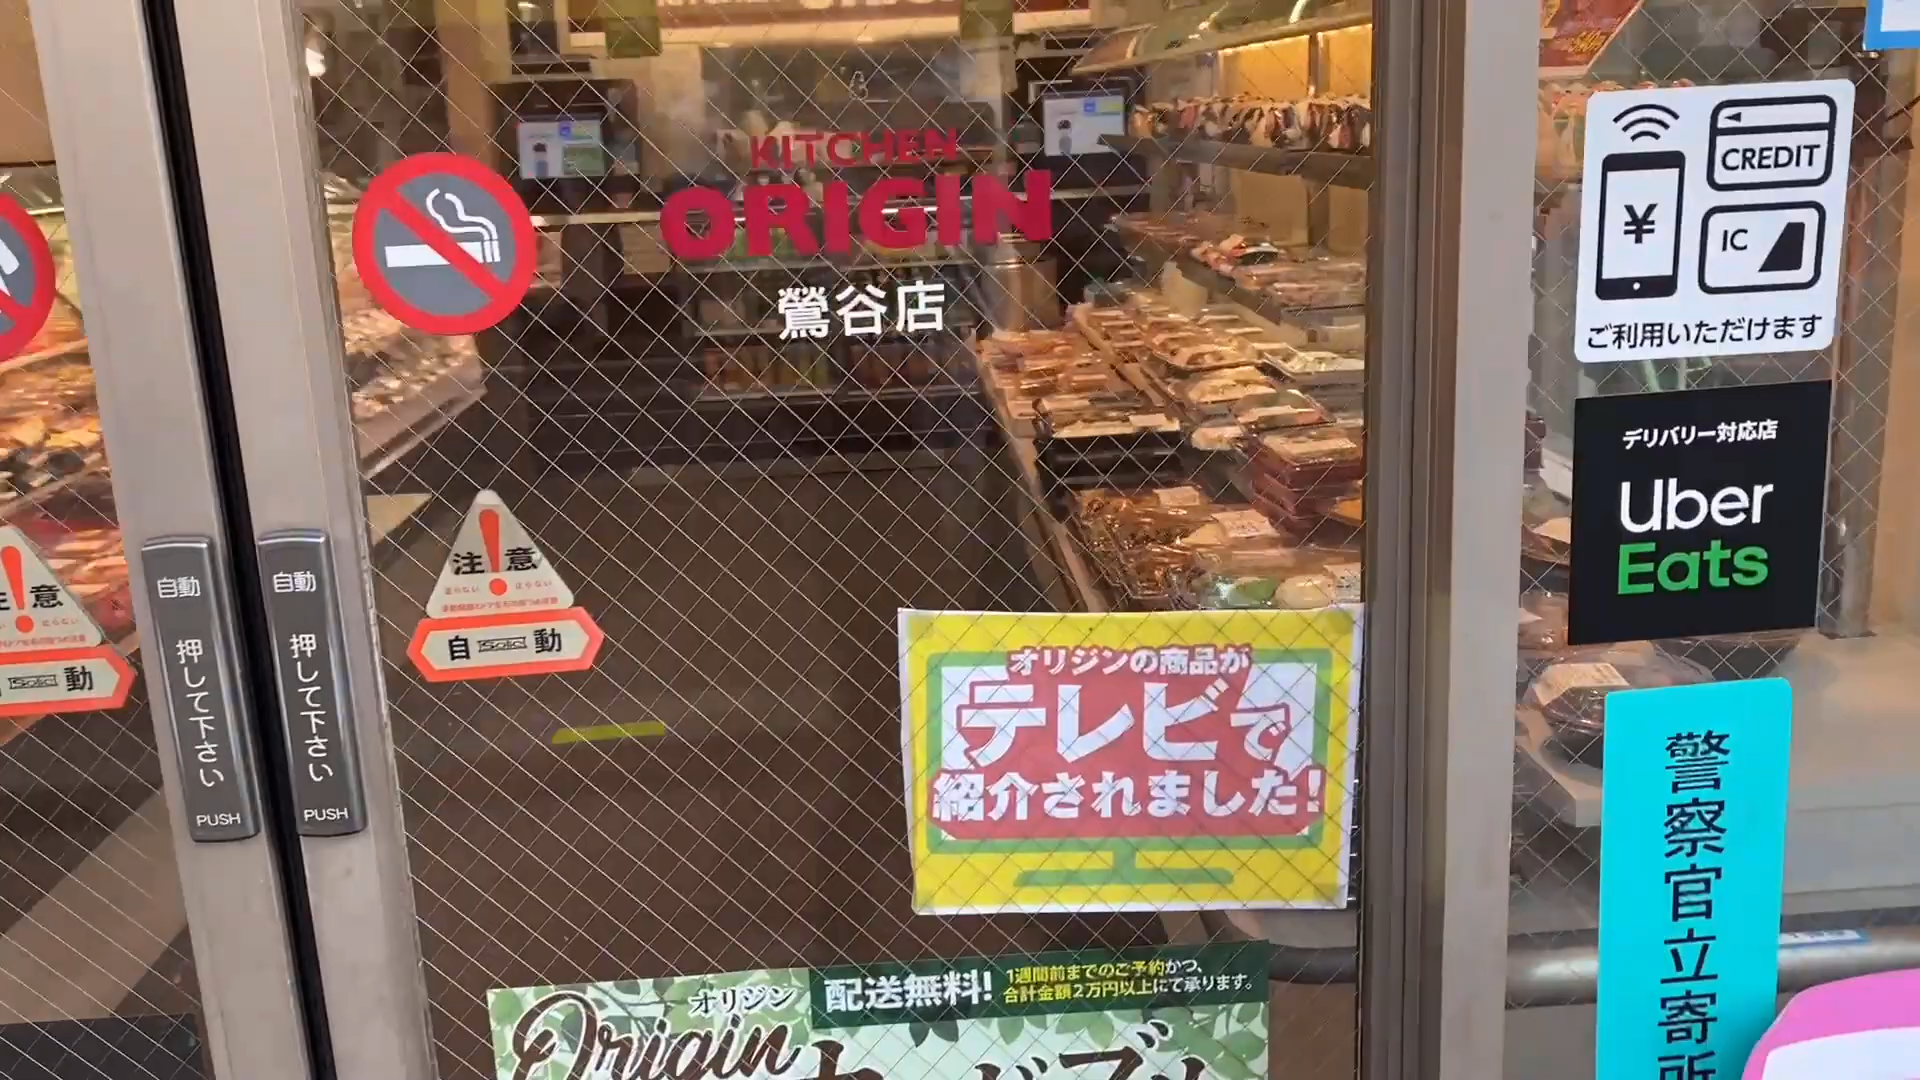 KITCHEN
ORIGIN
鶯谷店
CREDIT
¥
IC
ご利用いただけます
デリバリー対応店
Uber
Eats
注意
自 動
意
動
自動
押して下さい
PUSH
自動
押して下さい
PUSH
オリジンの商品が
テレビで
紹介されました!
警察官立寄所
オリジン
Origin
配送無料!
1週間前までのご予約かつ、
合計金額2万円以上にて承ります。